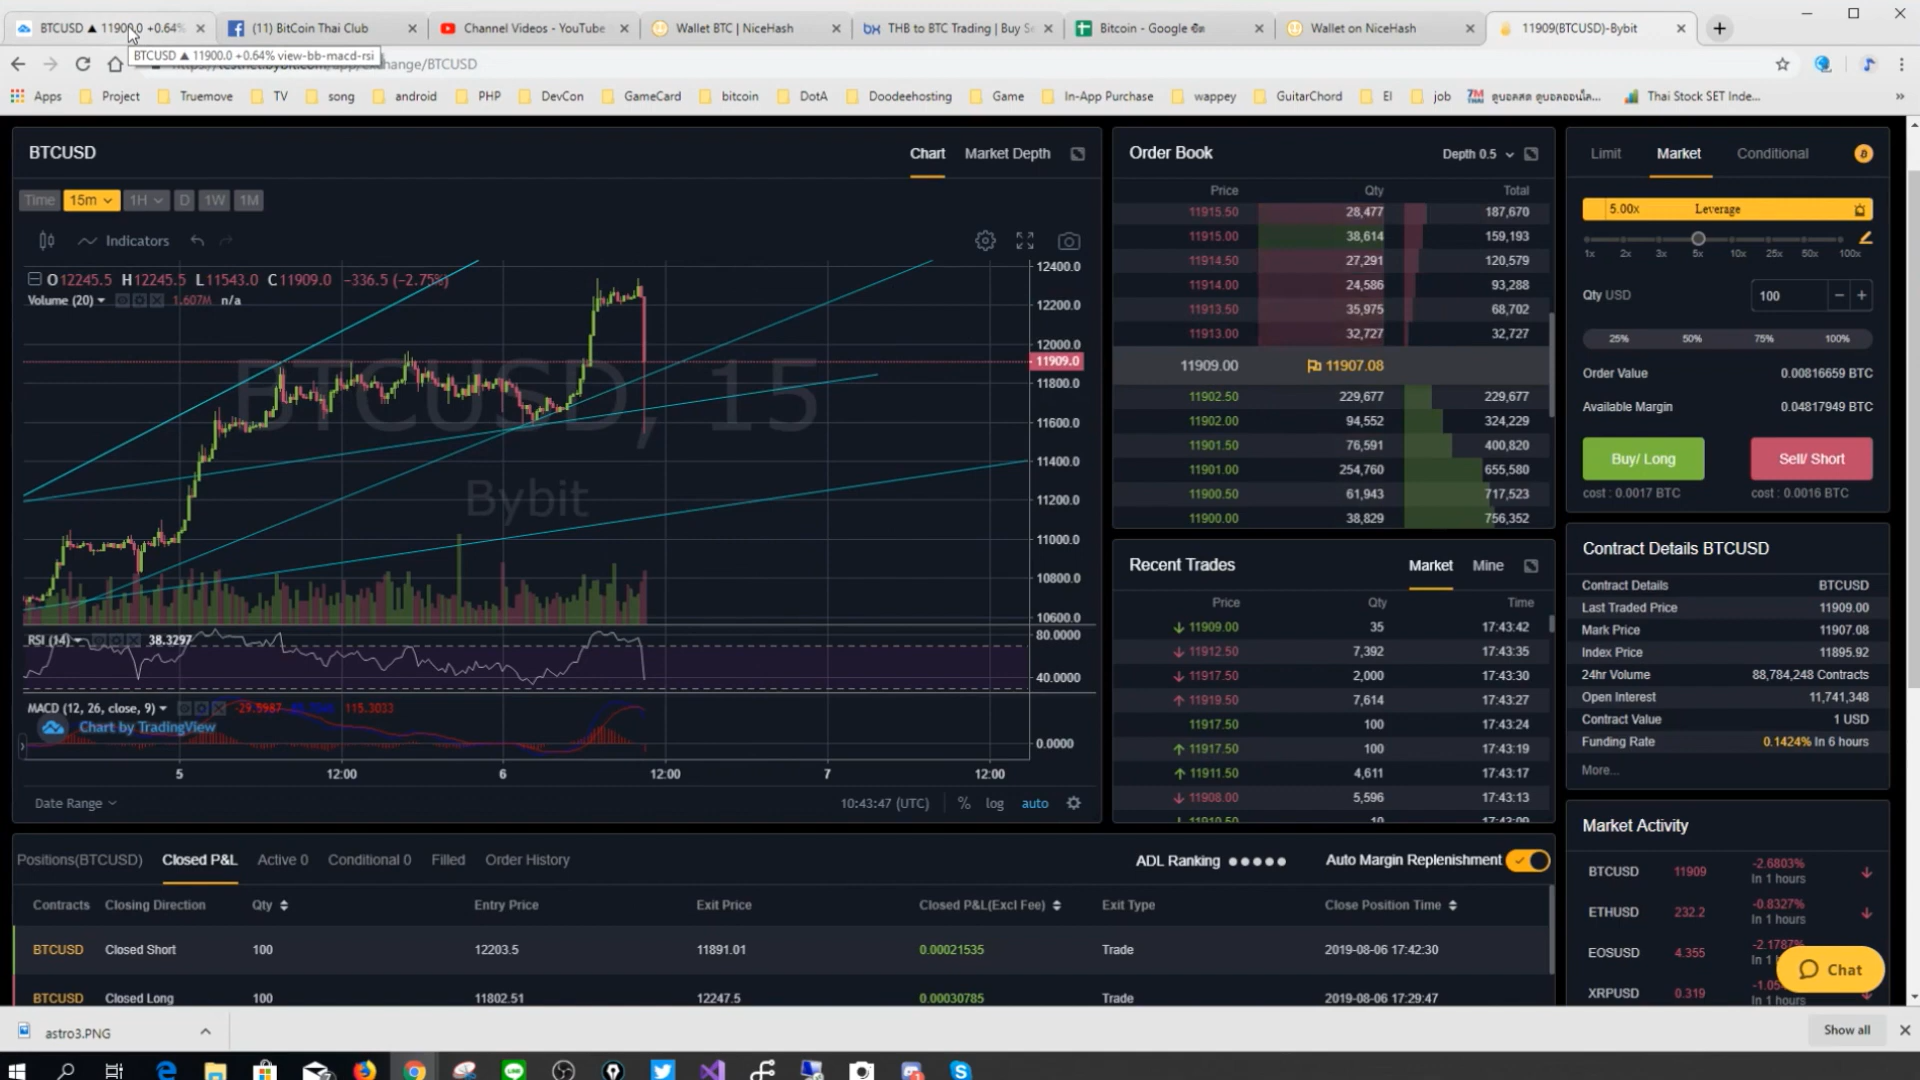 BTCUSD ▲ 11900.0 +0.64%
(11) BitCoin Thai Club
Channel Videos - YouTube
Wallet BTC | NiceHash
THB to BTC Trading | Buy Se
Bitcoin - Google ชีต
Wallet on NiceHash
11909(BTCUSD)-Bybit
BTCUSD ▲ 11900.0 +0.64% view-bb-macd-rsi
Apps Project Truemove TV song android PHP DevCon GameCard bitcoin DotA Doodeehosting Game In-App Purchase wappey GuitarChord EI job ดูบอลสด ดูบอลออนไล... Thai Stock SET Inde... »
BTCUSD
Chart Market Depth
Time 15m 1H D 1W 1M
Indicators
O12245.5 H12245.5 L11543.0 C11909.0 −336.5 (−2.75%)
Volume (20) 1.607M n/a
BTCUSD, 15
Bybit
12400.0
12200.0
12000.0
11909.0
11800.0
11600.0
11400.0
11200.0
11000.0
10800.0
10600.0
RSI (14) 38.3297
80.0000
40.0000
MACD (12, 26, close, 9) 115.3033
Chart by TradingView
0.0000
5 12:00 6 12:00 7 12:00
Date Range 10:43:47 (UTC) % log auto
Order Book Depth 0.5
Price Qty Total
11915.50 28,477 187,670
11915.00 38,614 159,193
11914.50 27,291 120,579
11914.00 24,586 93,288
11913.50 35,975 68,702
11913.00 32,727 32,727
11909.00 11907.08
11902.50 229,677 229,677
11902.00 94,552 324,229
11901.50 76,591 400,820
11901.00 254,760 655,580
11900.50 61,943 717,523
11900.00 38,829 756,352
Recent Trades Market Mine
Price Qty Time
↓ 11909.00 35 17:43:42
↓ 11912.50 7,392 17:43:35
↓ 11917.50 2,000 17:43:30
↑ 11919.50 7,614 17:43:27
11917.50 100 17:43:24
↑ 11917.50 100 17:43:19
↑ 11911.50 4,611 17:43:17
↓ 11908.00 5,596 17:43:13
Limit Market Conditional
5.00x Leverage
1x 2x 3x 5x 10x 25x 50x 100x
Qty USD 100 − +
25% 50% 75% 100%
Order Value 0.00816659 BTC
Available Margin 0.04817949 BTC
Buy/ Long Sell/ Short
cost : 0.0017 BTC cost : 0.0016 BTC
Contract Details BTCUSD
Contract Details BTCUSD
Last Traded Price 11909.00
Mark Price 11907.08
Index Price 11895.92
24hr Volume 88,784,248 Contracts
Open Interest 11,741,348
Contract Value 1 USD
Funding Rate 0.1424% In 6 hours
More...
Market Activity
BTCUSD 11909 -2.6803% In 1 hours ↓
ETHUSD 232.2 -0.8327% In 1 hours ↓
EOSUSD 4.355 -2.1787%
XRPUSD 0.319 In 1 hours
Chat
Positions(BTCUSD) Closed P&L Active 0 Conditional 0 Filled Order History
ADL Ranking Auto Margin Replenishment
Contracts Closing Direction Qty Entry Price Exit Price Closed P&L(Excl Fee) Exit Type Close Position Time
BTCUSD Closed Short 100 12203.5 11891.01 0.00021535 Trade 2019-08-06 17:42:30
BTCUSD Closed Long 100 11802.51 12247.5 0.00030785 Trade 2019-08-06 17:29:47
astro3.PNG
Show all